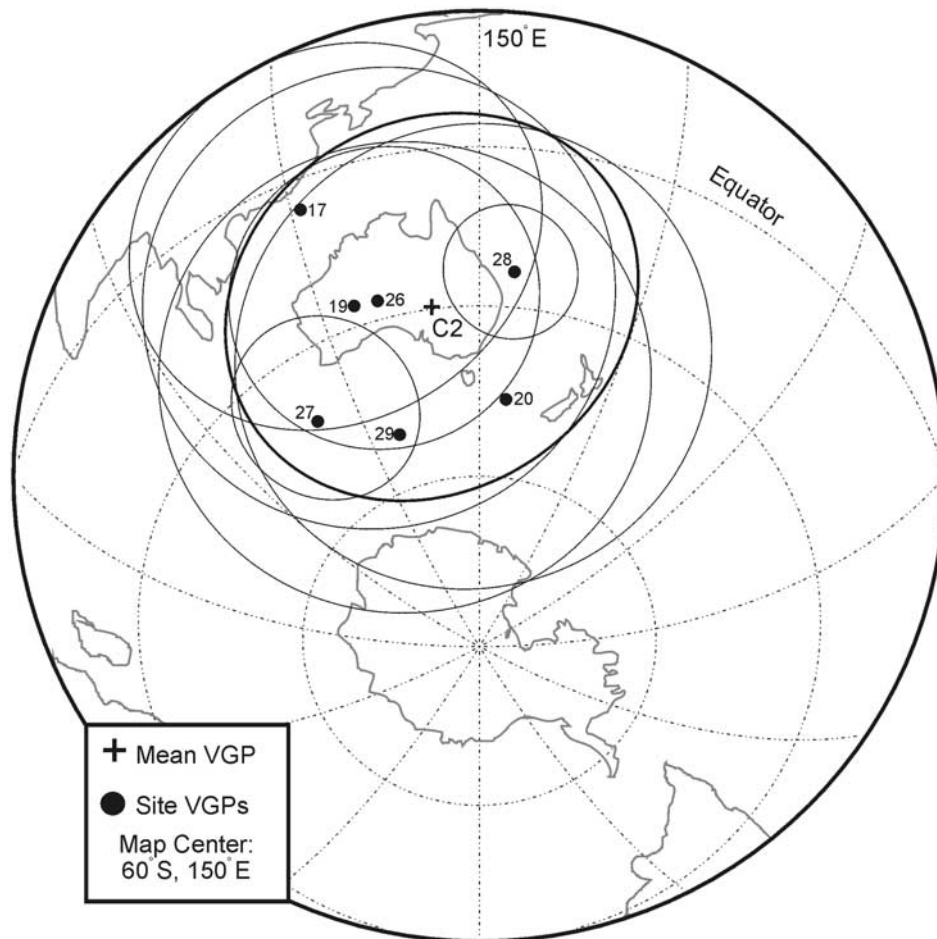 150°E
Equator
17
28
19
26
C2
20
27
29
Mean VGP
Site VGPs
Map Center:
60°S, 150°E